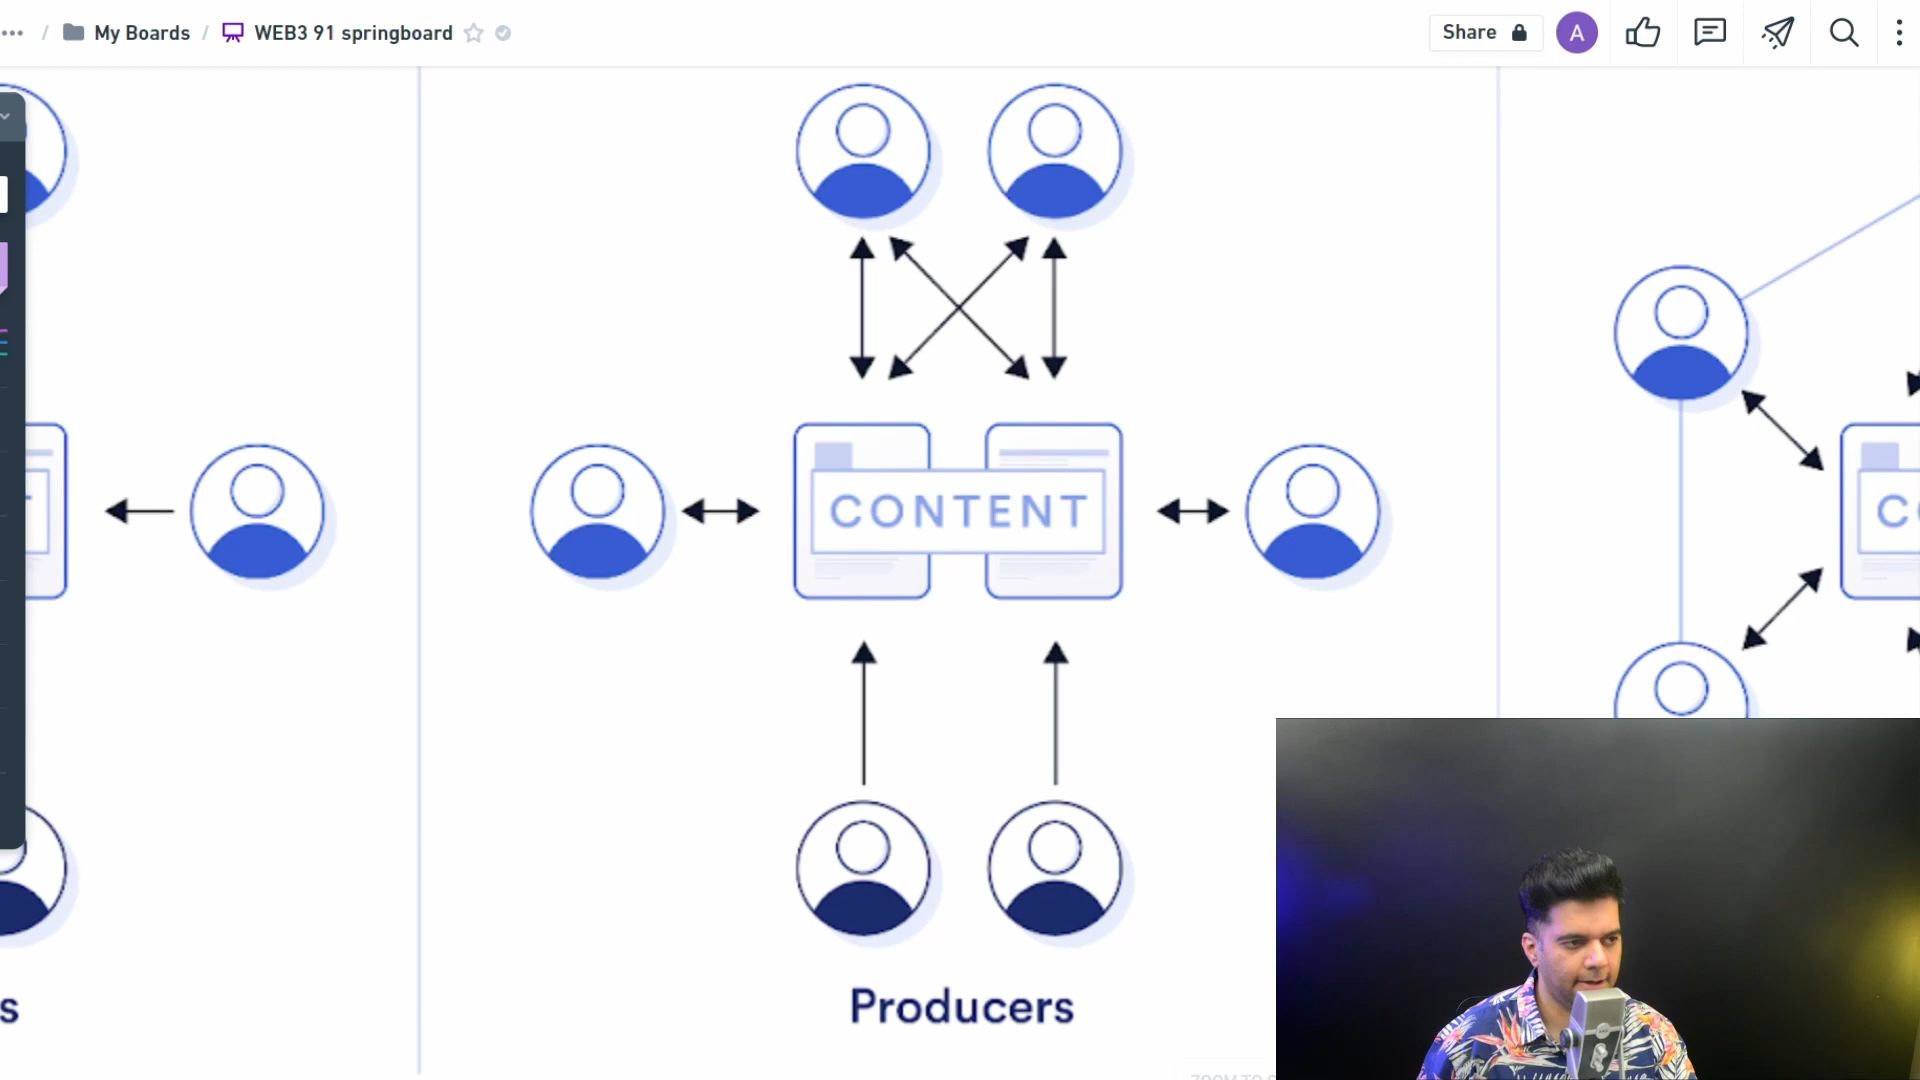 ... / My Boards / WEB3 91 springboard
Share
A
CONTENT
C
s
Producers